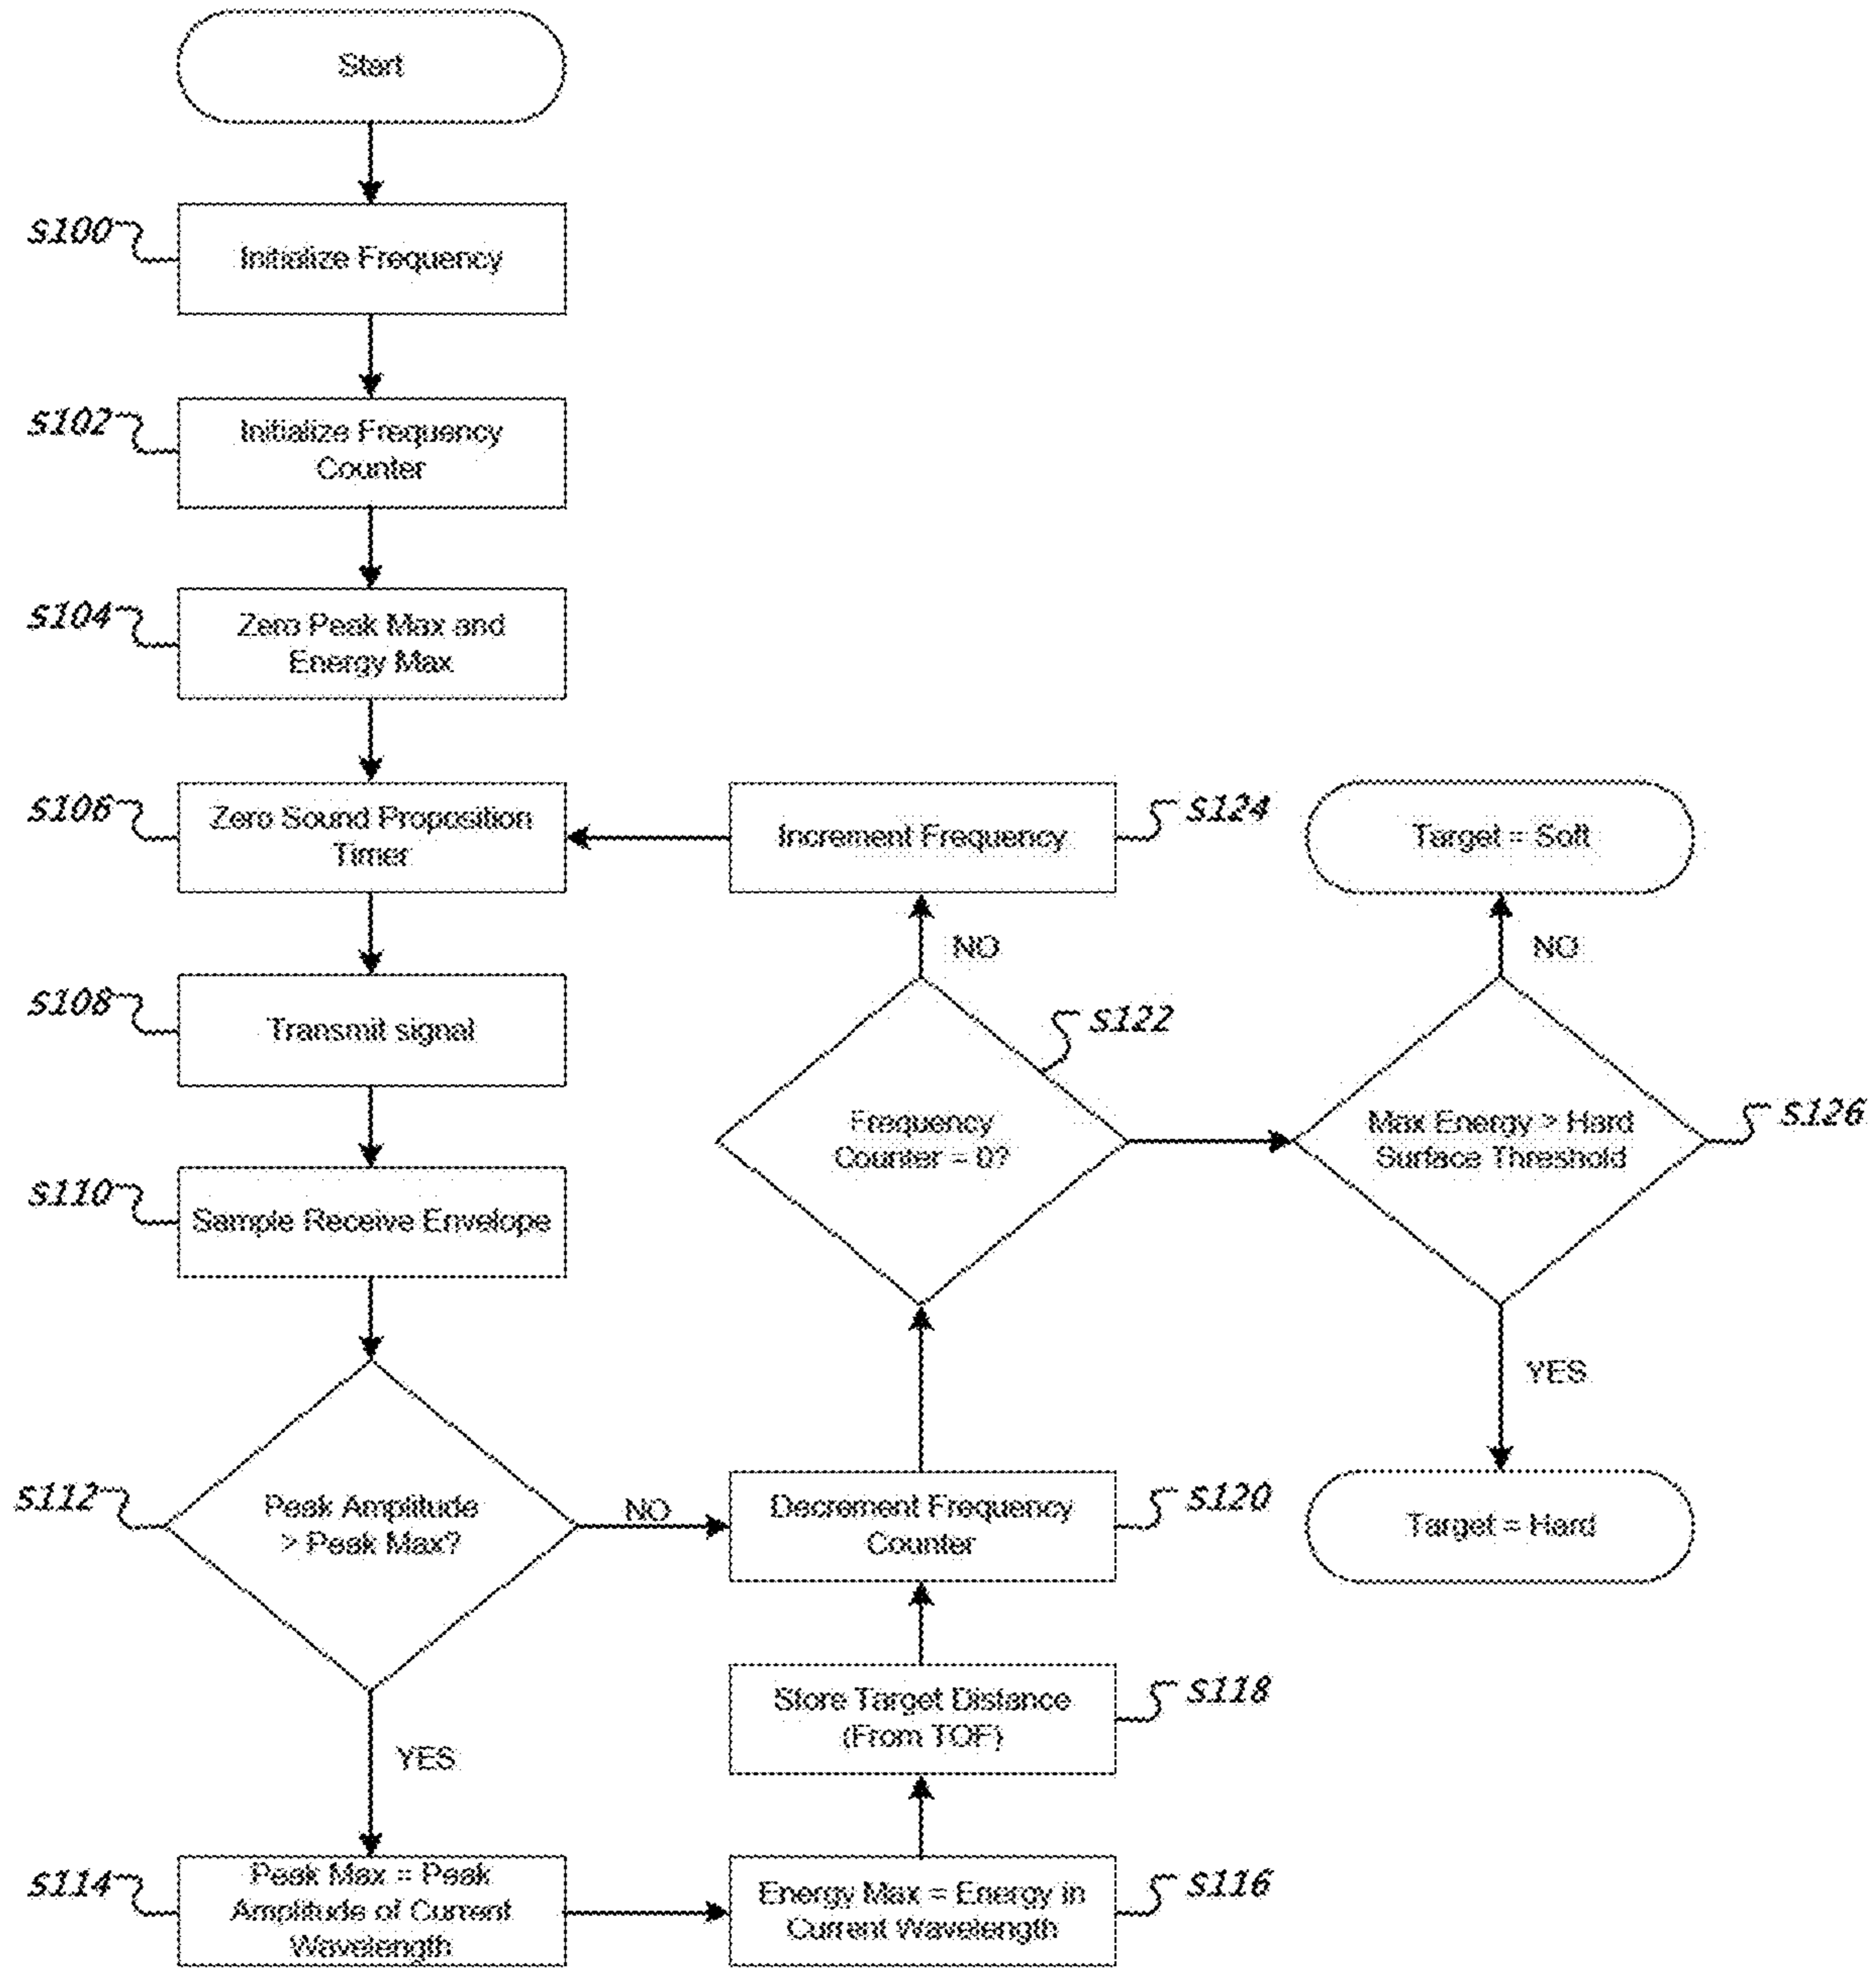 Start
S100
Initialize Frequency
S102
Initialize Frequency
Counter
S104
Zero Peak Max and
Energy Max
S106
Zero Sound Proposition
Timer
S108
Transmit signal
S110
Sample Receive Envelope
S112
Peak Amplitude
> Peak Max?
NO
YES
S114
Peak Max = Peak
Amplitude of Current
Wavelength
Energy Max = Energy in
Current Wavelength
S116
Store Target Distance
(From TOF)
S118
Decrement Frequency
Counter
S120
Frequency
Counter = 0?
S122
NO
Increment Frequency
S124
Max Energy > Hard
Surface Threshold
S126
NO
Target = Soft
YES
Target = Hard